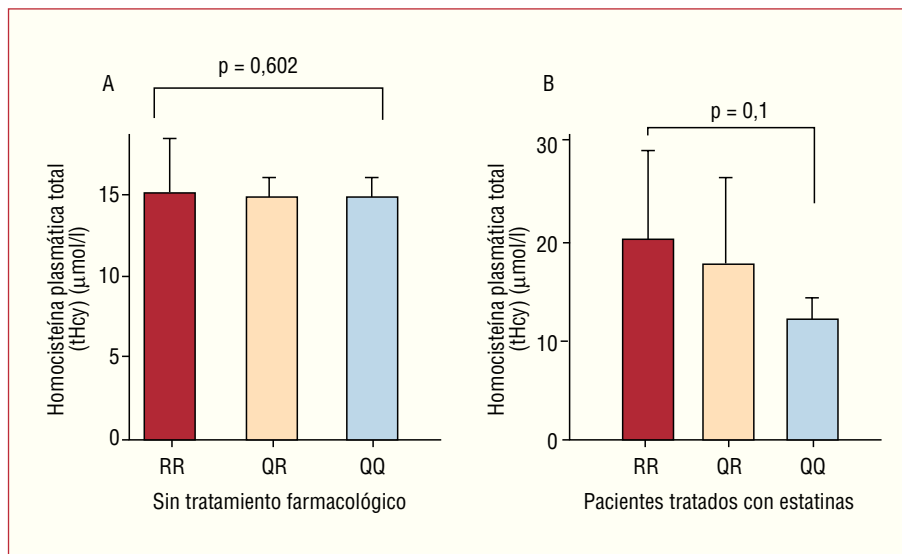 A
p = 0,602
Homocisteína plasmática total
(tHcy) (μmol/l)
15
10
5
0
RR QR QQ
Sin tratamiento farmacológico
B
p = 0,1
Homocisteína plasmática total
(tHcy) (μmol/l)
30
20
10
0
RR QR QQ
Pacientes tratados con estatinas